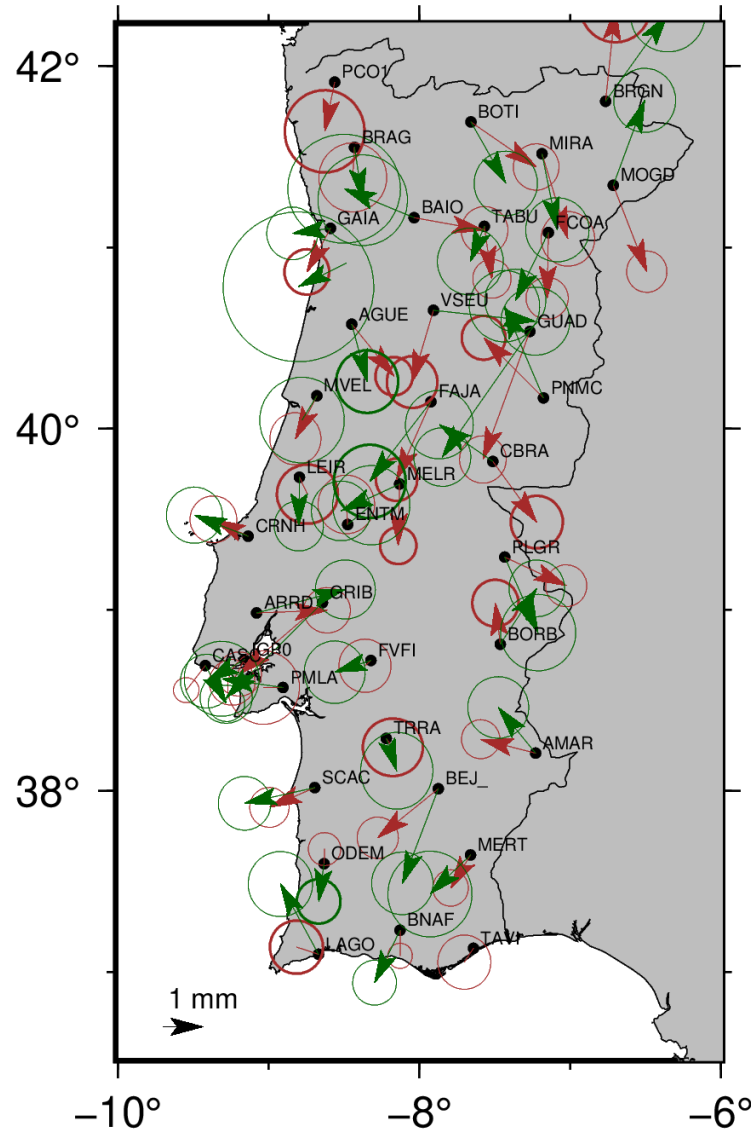 42°
PCO1
BRGN
BOTI
BRAG
MIRA
MOGD
BAIO
TABU
FCOA
GAIA
VSEU
AGUE
GUAD
40°
MVEL
FAJA
PNMC
CBRA
LEIR
MELR
CRNH
ENTM
PLGR
ARRD
GRIB
BORB
CASC
IGR0
FVFI
PMLA
TRRA
AMAR
38°
SCAC
BEJ_
ODEM
MERT
BNAF
LAGO
TAVI
1 mm
−10°
−8°
−6°